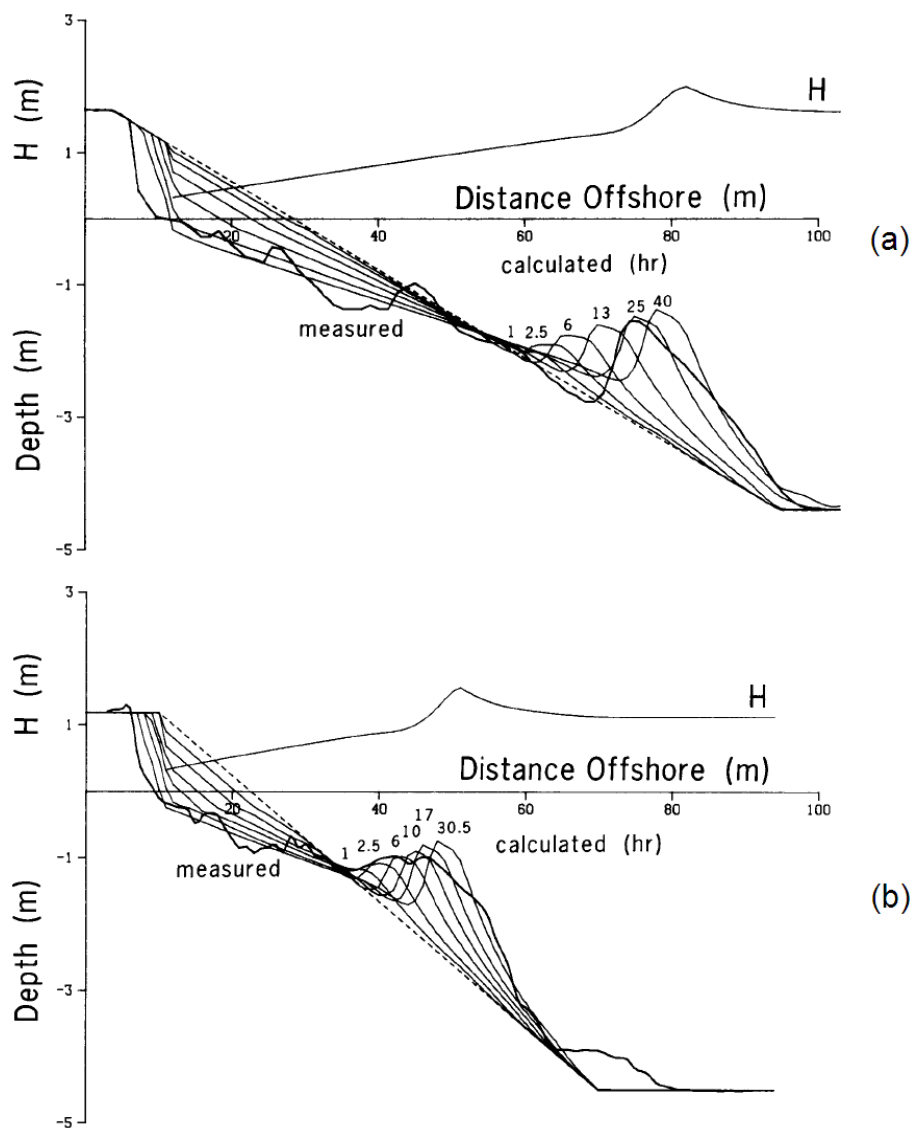 3
H (m)
H
1
Distance Offshore (m)
20 40 60 80 100
(a)
calculated (hr)
-1
measured
1 2.5 6 13 25 40
Depth (m)
-3
-5
3
H (m)
H
1
Distance Offshore (m)
20 40 60 80 100
17
10 30.5
6
2.5
1
calculated (hr)
-1
measured
(b)
Depth (m)
-3
-5